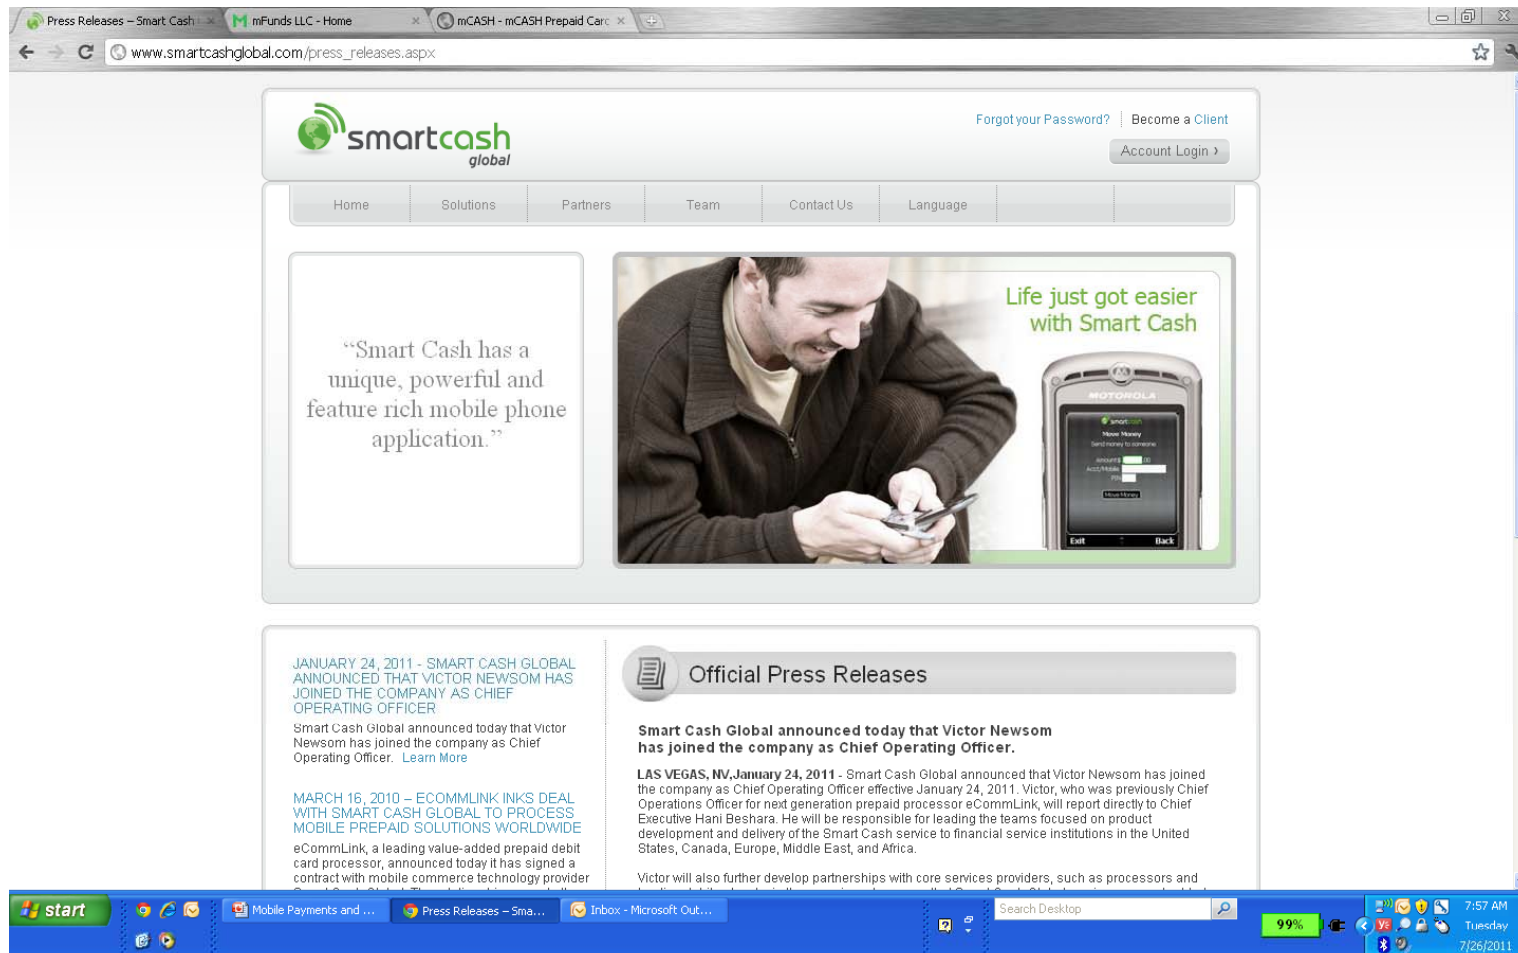 Press Releases – Smart Cash
mFunds LLC - Home
mCASH - mCASH Prepaid Card
www.smartcashglobal.com/press_releases.aspx
smartcash
global
Forgot your Password?
Become a Client
Account Login ›
Home
Solutions
Partners
Team
Contact Us
Language
“Smart Cash has a
unique, powerful and
feature rich mobile phone
application.”
Life just got easier
with Smart Cash
MOTOROLA
smartcash
Move Money
Send money to someone.
Amount $ .00
Acct/Mobile
PIN
Move Money
Exit
Back
JANUARY 24, 2011 - SMART CASH GLOBAL
ANNOUNCED THAT VICTOR NEWSOM HAS
JOINED THE COMPANY AS CHIEF
OPERATING OFFICER
Smart Cash Global announced today that Victor
Newsom has joined the company as Chief
Operating Officer. Learn More
MARCH 16, 2010 – ECOMMLINK INKS DEAL
WITH SMART CASH GLOBAL TO PROCESS
MOBILE PREPAID SOLUTIONS WORLDWIDE
eCommLink, a leading value-added prepaid debit
card processor, announced today it has signed a
contract with mobile commerce technology provider
Official Press Releases
Smart Cash Global announced today that Victor Newsom
has joined the company as Chief Operating Officer.
LAS VEGAS, NV,January 24, 2011 - Smart Cash Global announced that Victor Newsom has joined
the company as Chief Operating Officer effective January 24, 2011. Victor, who was previously Chief
Operations Officer for next generation prepaid processor eCommLink, will report directly to Chief
Executive Hani Beshara. He will be responsible for leading the teams focused on product
development and delivery of the Smart Cash service to financial service institutions in the United
States, Canada, Europe, Middle East, and Africa.
Victor will also further develop partnerships with core services providers, such as processors and
start
Mobile Payments and ...
Press Releases – Sma...
Inbox - Microsoft Out...
Search Desktop
99%
7:57 AM
Tuesday
7/26/2011